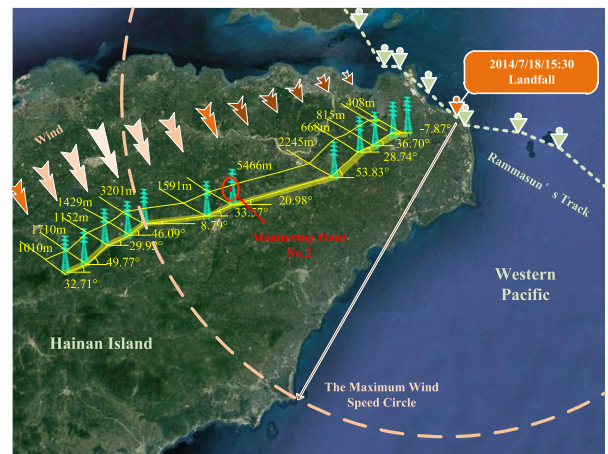 2014/7/18/15:30
Landfall
Rammasun’s Track
Western
Pacific
Wind
408m
815m
668m
2245m
5466m
1591m
3201m
1429m
1152m
1710m
1010m
-7.87°
36.70°
28.74°
53.83°
20.98°
33.57°
8.79°
46.09°
29.92°
49.77°
32.71°
Monitoring Point
No.2
Hainan Island
The Maximum Wind
Speed Circle